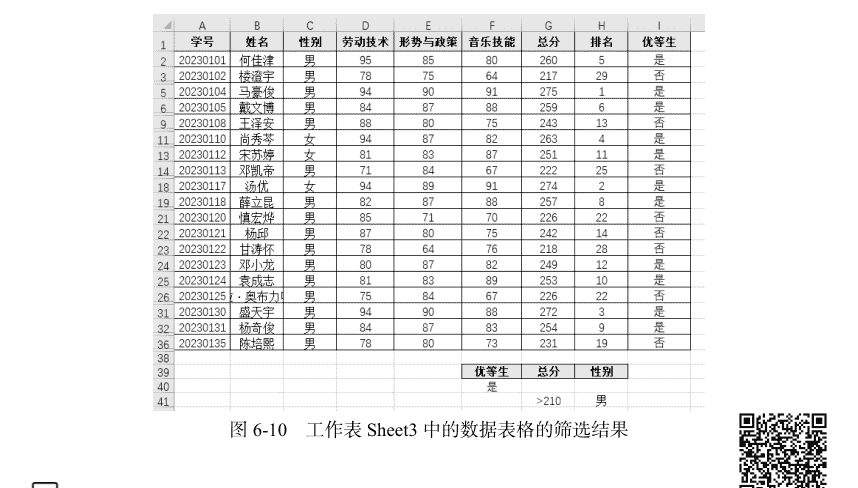 A B C D E F G H I
1 学号 姓名 性别 劳动技术 形势与政策 音乐技能 总分 排名 优等生
2 20230101 何佳津 男 95 85 80 260 5 是
3 20230102 楼澄宇 男 78 75 64 217 29 否
5 20230104 马豪俊 男 94 90 91 275 1 是
6 20230105 戴文博 男 84 87 88 259 6 是
9 20230108 王泽安 男 88 80 75 243 13 否
11 20230110 尚秀芩 女 94 87 82 263 4 是
13 20230112 宋苏婷 女 81 83 87 251 11 是
14 20230113 邓凯帝 男 71 84 67 222 25 否
18 20230117 汤优 女 94 89 91 274 2 是
19 20230118 薛立昆 男 82 87 88 257 8 是
21 20230120 慎宏烨 男 85 71 70 226 22 否
22 20230121 杨邱 男 87 80 75 242 14 否
23 20230122 甘涛怀 男 78 64 76 218 28 否
24 20230123 邓小龙 男 80 87 82 249 12 是
25 20230124 袁成志 男 81 83 89 253 10 是
26 20230125 ·奥布力 男 75 84 67 226 22 否
31 20230130 盛天宇 男 94 90 88 272 3 是
32 20230131 杨奇俊 男 84 87 83 254 9 是
36 20230135 陈培熙 男 78 80 73 231 19 否
38
39 优等生 总分 性别
40 是
41 >210 男
图 6-10 工作表 Sheet3 中的数据表格的筛选结果